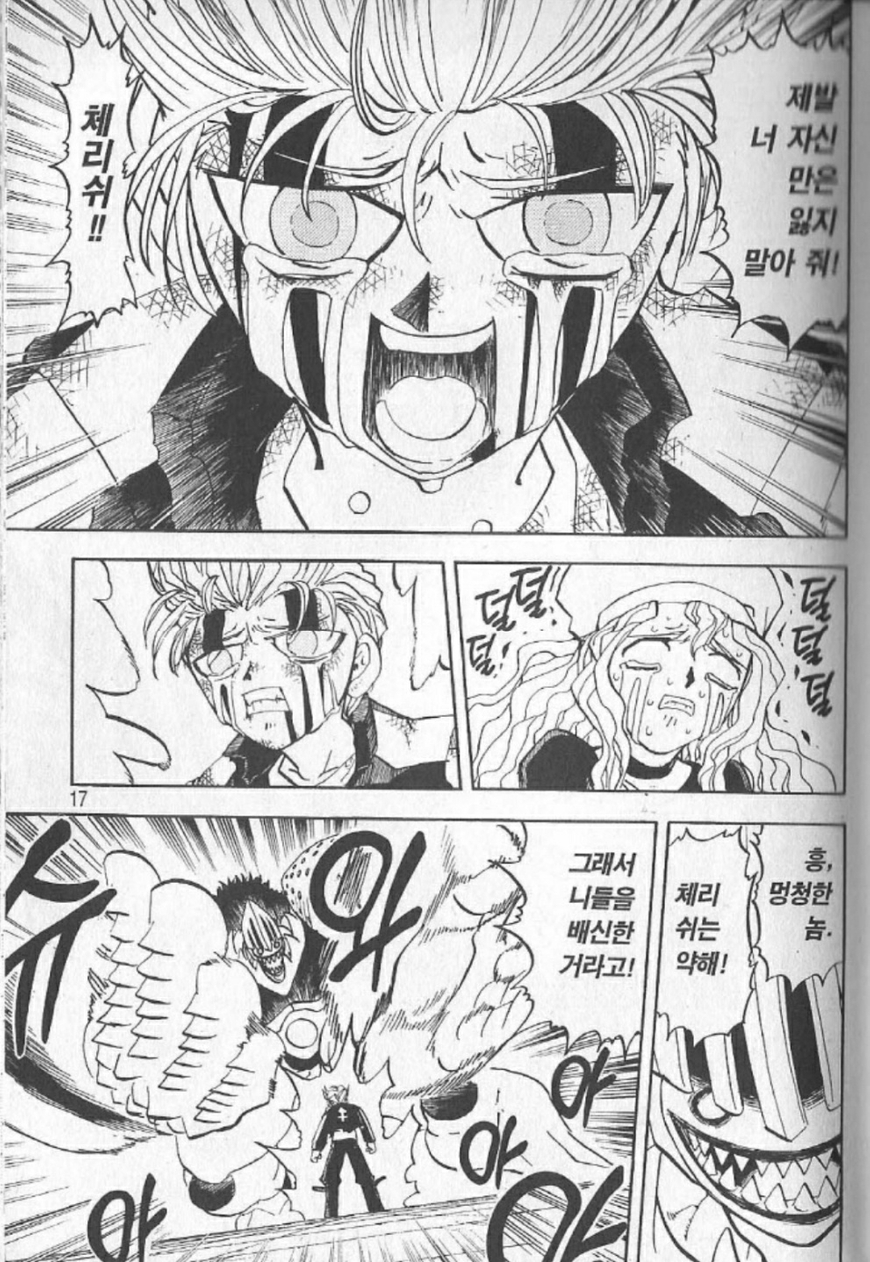 제발
너 자신
만은
잃지
말아 줘!
체리쉬!!
덜
덜
덜
덜
덜
덜
17
흥,
멍청한
놈.
체리
쉬는
약해!
그래서
니들을
배신한
거라고!
슈
와
아
아
아
아